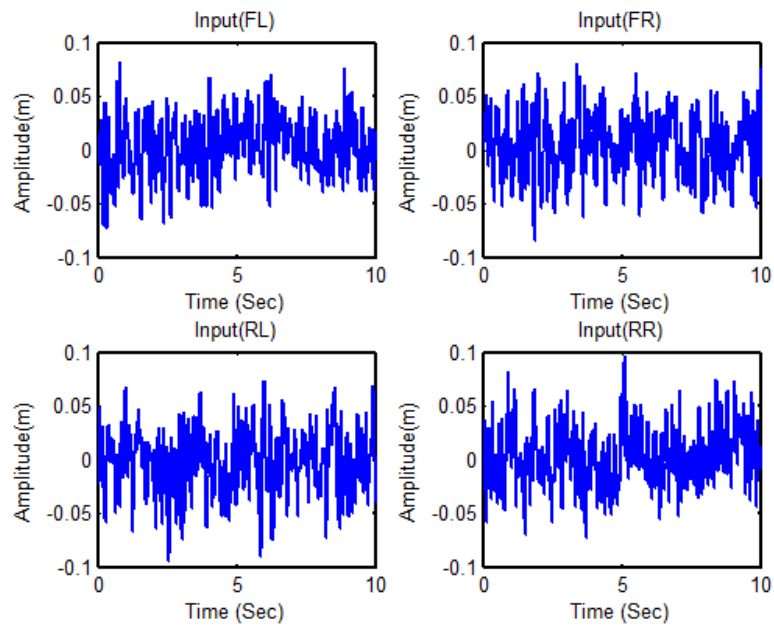 Input(FL)
0.1
0.05
0
-0.05
-0.1
Amplitude(m)
0
5
10
Time (Sec)
Input(FR)
0.1
0.05
0
-0.05
-0.1
Amplitude(m)
0
5
10
Time (Sec)
Input(RL)
0.1
0.05
0
-0.05
-0.1
Amplitude(m)
0
5
10
Time (Sec)
Input(RR)
0.1
0.05
0
-0.05
-0.1
Amplitude(m)
0
5
10
Time (Sec)